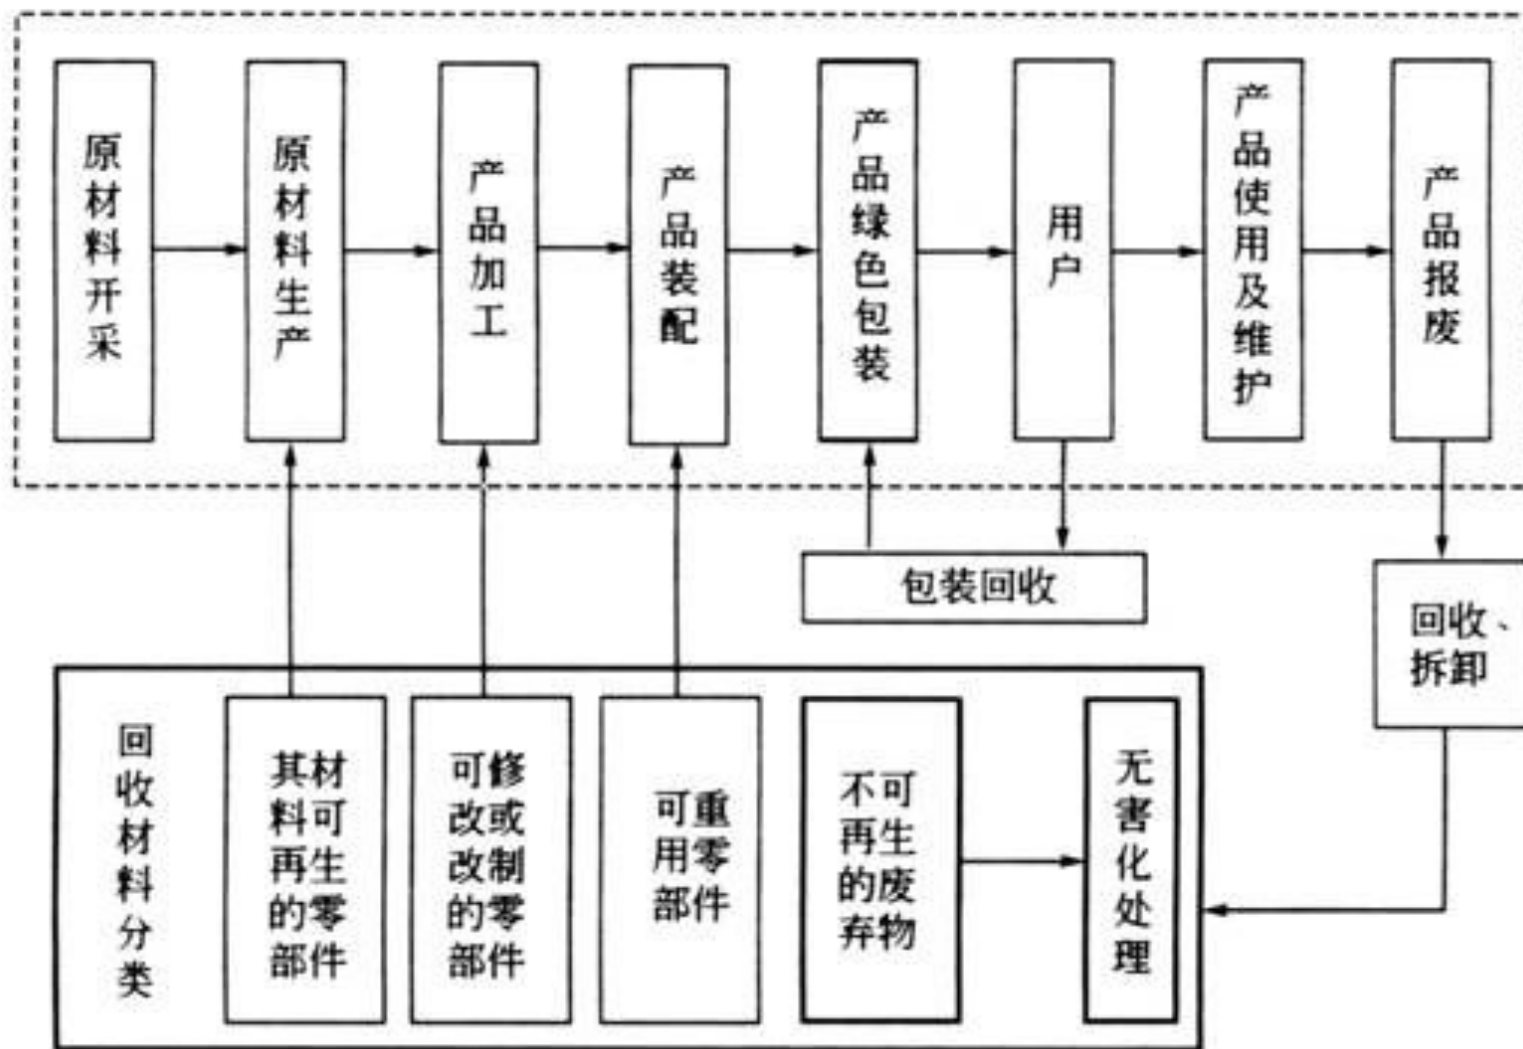 原材料开采
原材料生产
产品加工
产品装配
产品绿色包装
用户
产品使用及维护
产品报废
包装回收
回收、
拆卸
回收材料分类
其材
料可
再生
的零
部件
可修
改或
改制
的零
部件
可重
用零
部件
不可
再生
的废
弃物
无害化处理